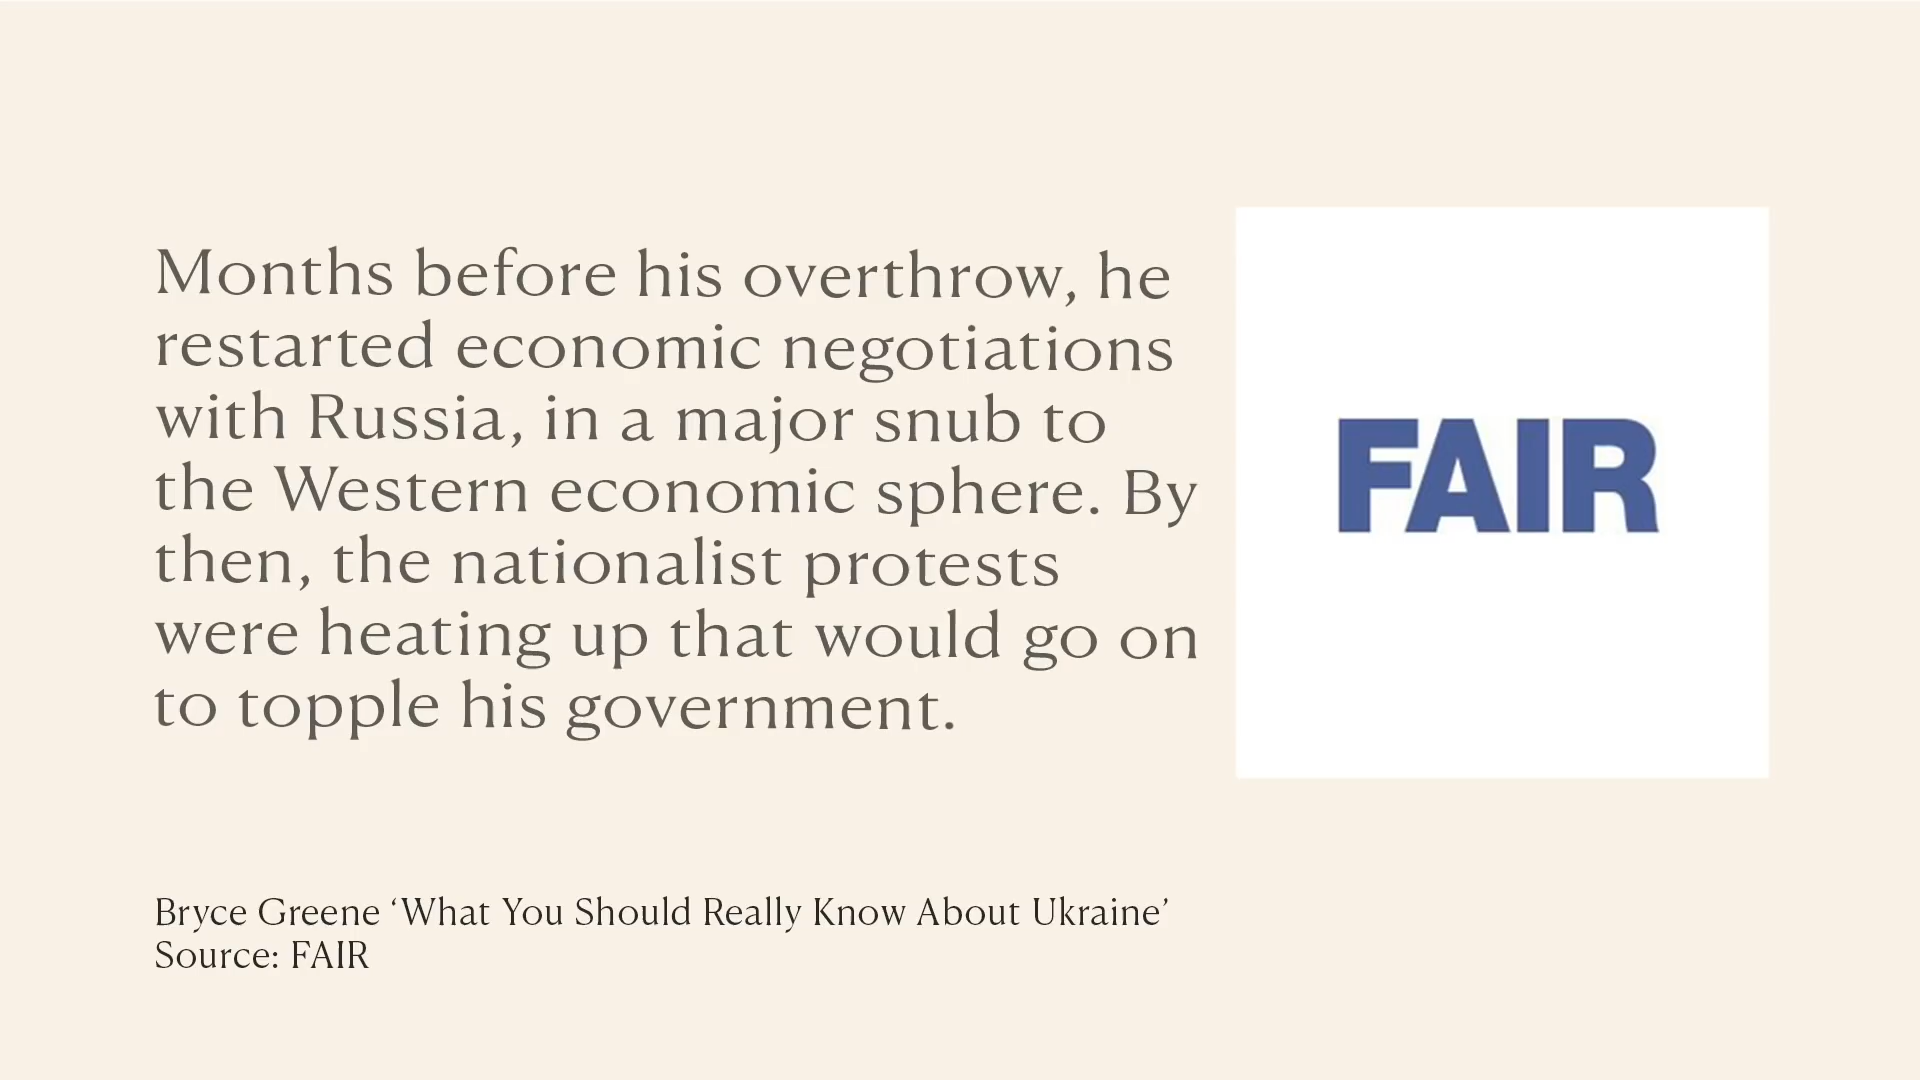 Months before his overthrow, he
restarted economic negotiations
with Russia, in a major snub to
the Western economic sphere. By
then, the nationalist protests
were heating up that would go on
to topple his government.
FAIR
Bryce Greene ‘What You Should Really Know About Ukraine’
Source: FAIR